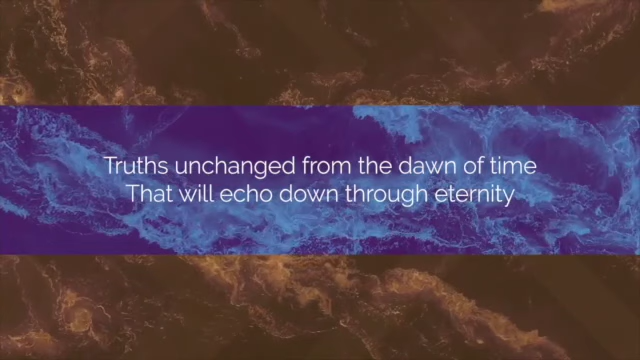 Truths unchanged from the dawn of time
That will echo down through eternity